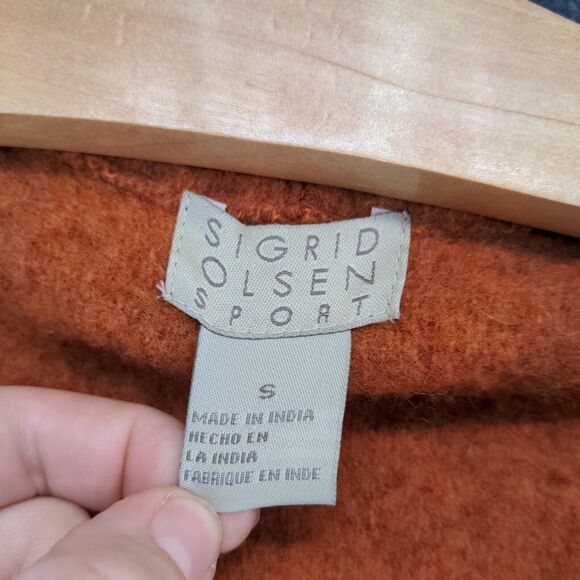 SIGRID
OLSEN
SPORT
S
MADE IN INDIA
HECHO EN
LA INDIA
FABRIQUE EN INDE